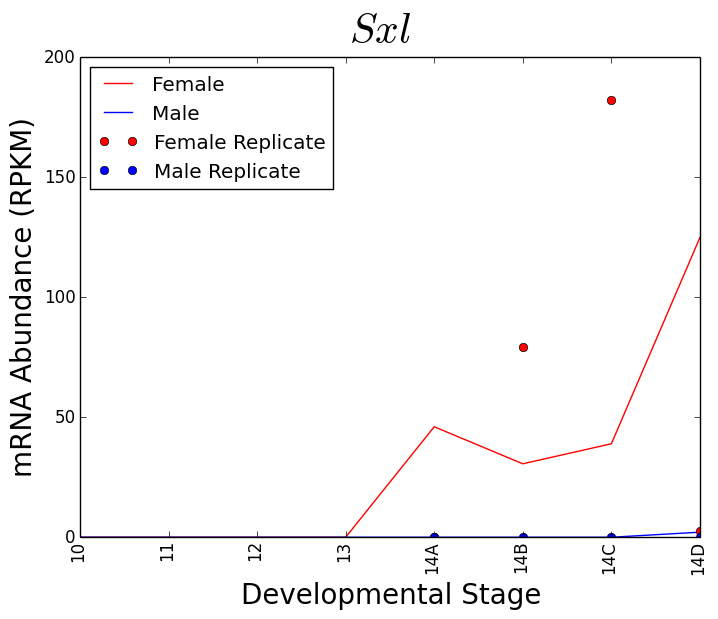 Sxl
200
150
100
50
0
mRNA Abundance (RPKM)
Female
Male
Female Replicate
Male Replicate
10
11
12
13
14A
14B
14C
14D
Developmental Stage